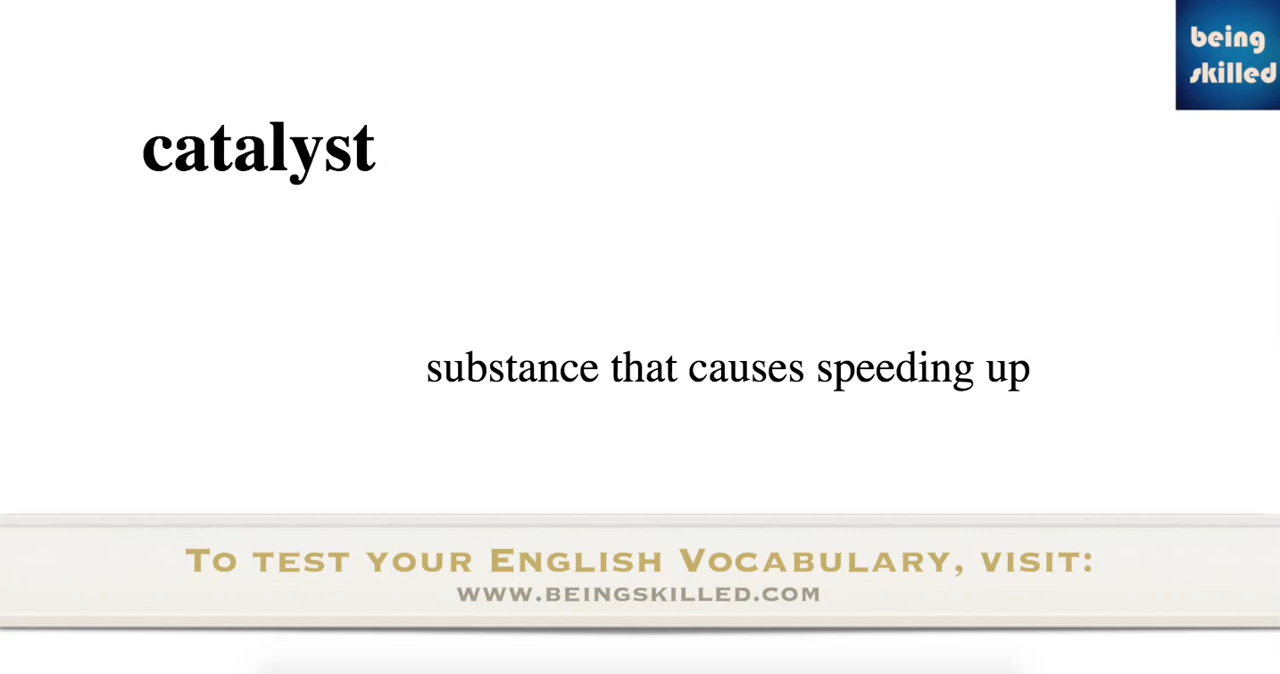 being
skilled
catalyst
substance that causes speeding up
To test your English Vocabulary, visit:
www.beingskilled.com